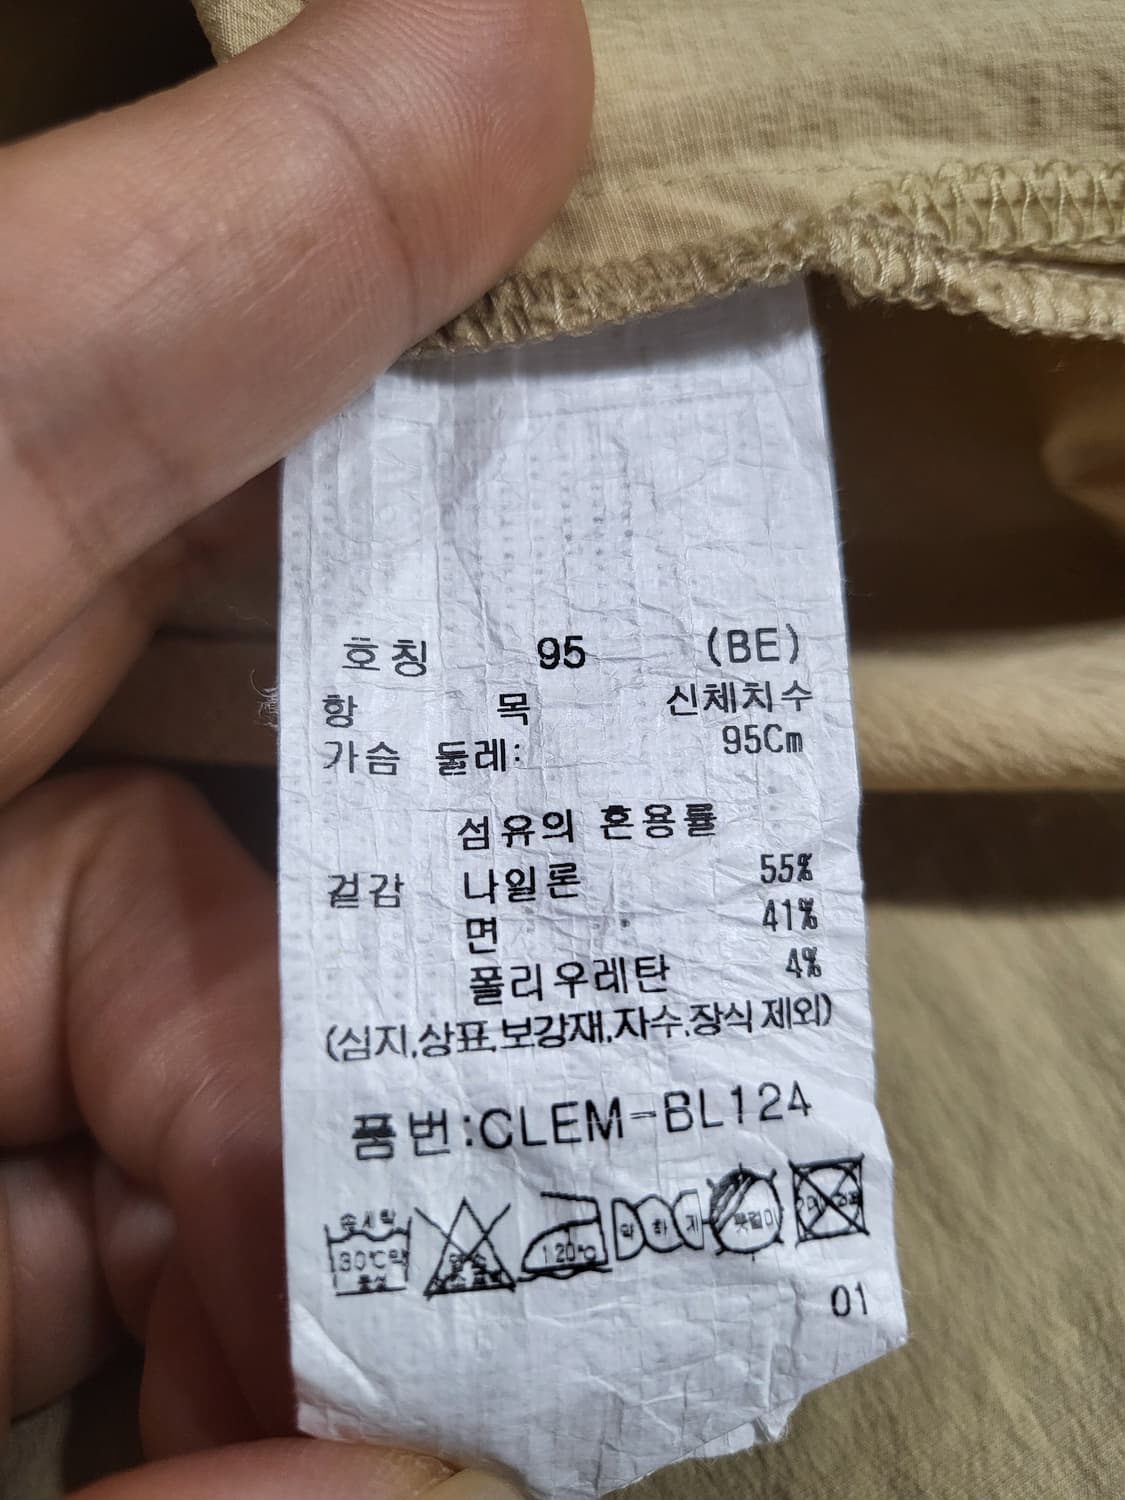 호칭 95 (BE)
항 목 신체치수
가슴 둘레: 95Cm
섬유의 혼용률
겉감 나일론 55%
면 41%
폴리우레탄 4%
(심지,상표,보강재,자수,장식 제외)
품번:CLEM-BL124
손세탁 약하게 옷걸이
30℃약 120℃
중성
01